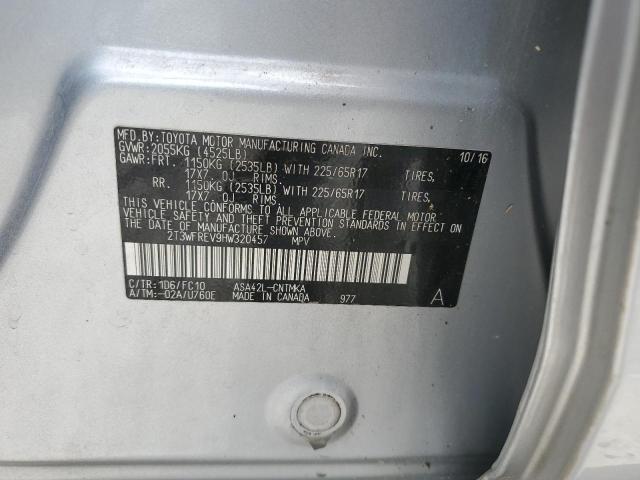 MFD.BY:TOYOTA MOTOR MANUFACTURING CANADA INC. 10/16
GVWR: 2055KG (4525LB)
GAWR:FRT. 1150KG (2535LB) WITH 225/65R17 TIRES,
17X7. OJ RIMS,
RR. 1150KG (2535LB) WITH 225/65R17 TIRES,
17X7. OJ RIMS.
THIS VEHICLE CONFORMS TO ALL APPLICABLE FEDERAL MOTOR
VEHICLE SAFETY AND THEFT PREVENTION STANDARDS IN EFFECT ON
THE DATE OF MANUFACTURE SHOWN ABOVE.
2T3WFREV9HW320457 MPV
C/TR: 1D6/FC10 ASA42L-CNTMKA
A/TM:-02A/U760E MADE IN CANADA 977 A